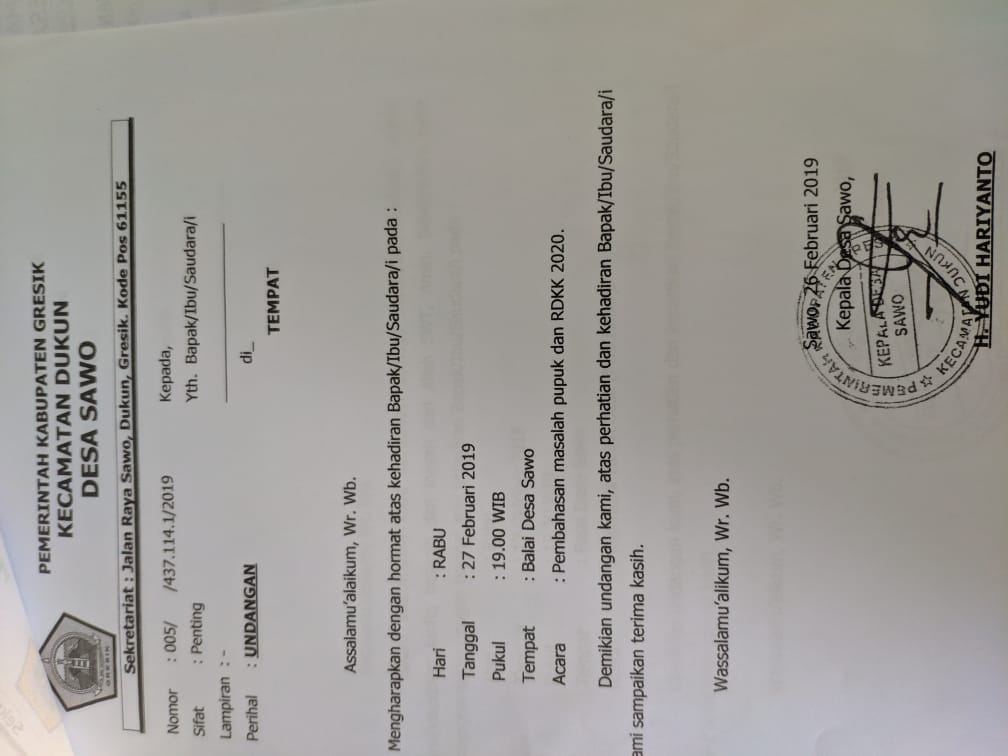 PEMERINTAH KABUPATEN GRESIK
KECAMATAN DUKUN
DESA SAWO
Sekretariat : Jalan Raya Sawo, Dukun, Gresik. Kode Pos 61155
Nomor : 005/ /437.114.1/2019
Sifat : Penting
Lampiran : -
Perihal : UNDANGAN
Kepada,
Yth. Bapak/Ibu/Saudara/i
di_
TEMPAT
Assalamu'alaikum, Wr. Wb.
Mengharapkan dengan hormat atas kehadiran Bapak/Ibu/Saudara/i pada :
Hari : RABU
Tanggal : 27 Februari 2019
Pukul : 19.00 WIB
Tempat : Balai Desa Sawo
Acara : Pembahasan masalah pupuk dan RDKK 2020.
Demikian undangan kami, atas perhatian dan kehadiran Bapak/Ibu/Saudara/i
ami sampaikan terima kasih.
Wassalamu'alikum, Wr. Wb.
Sawo, 26 Februari 2019
Kepala Desa Sawo,
PEMERINTAH KABUPATEN
KEPALA DESA
SAWO
KECAMATAN DUKUN
H. YUDI HARIYANTO